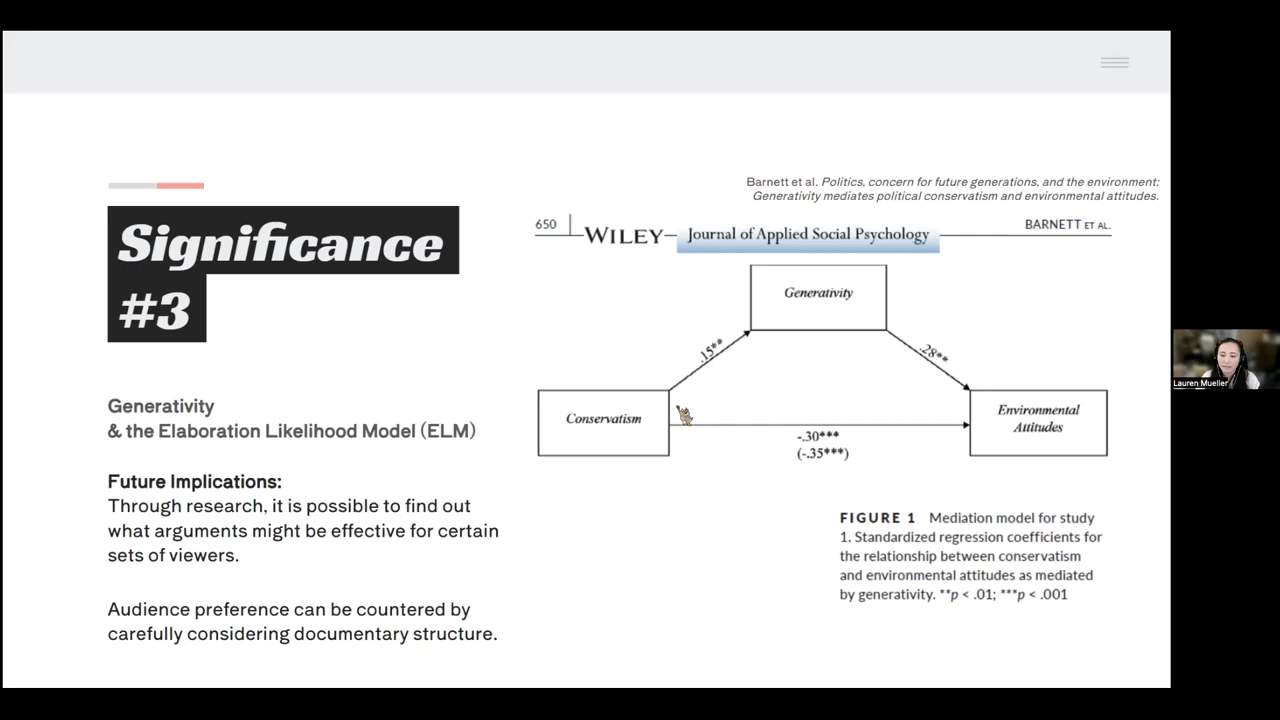 Barnett et al. Politics, concern for future generations, and the environment:
Generativity mediates political conservatism and environmental attitudes.
Significance
#3
Generativity
& the Elaboration Likelihood Model (ELM)
Future Implications:
Through research, it is possible to find out
what arguments might be effective for certain
sets of viewers.
Audience preference can be countered by
carefully considering documentary structure.
650
WILEY
Journal of Applied Social Psychology
BARNETT ET AL.
Generativity
.15**
.28**
Conservatism
Environmental
Attitudes
-.30***
(-.35***)
FIGURE 1 Mediation model for study
1. Standardized regression coefficients for
the relationship between conservatism
and environmental attitudes as mediated
by generativity. **p < .01; ***p < .001
Lauren Mueller